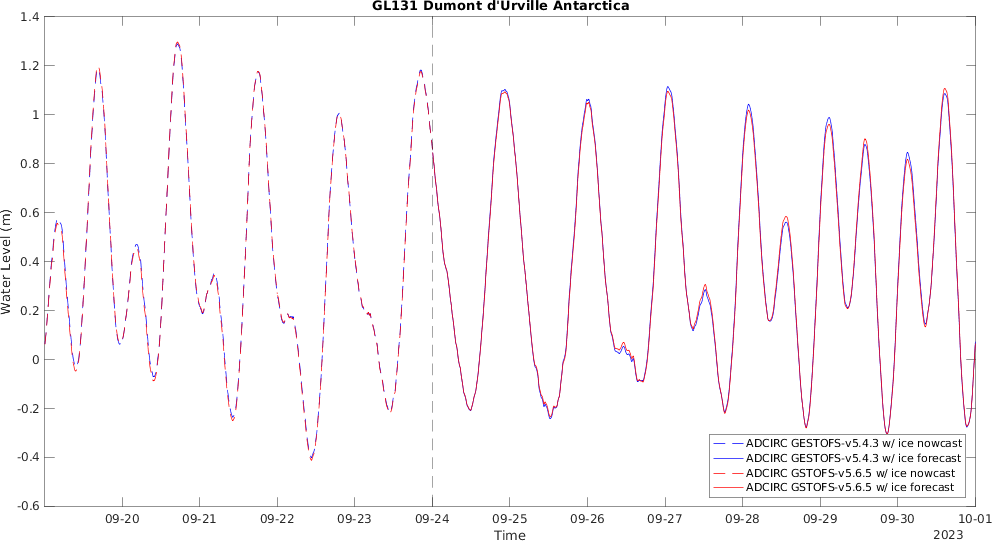 GL131 Dumont d'Urville Antarctica
1.4
1.2
1
0.8
0.6
0.4
0.2
0
-0.2
-0.4
-0.6
Water Level (m)
ADCIRC GESTOFS-v5.4.3 w/ ice nowcast
ADCIRC GESTOFS-v5.4.3 w/ ice forecast
ADCIRC GSTOFS-v5.6.5 w/ ice nowcast
ADCIRC GSTOFS-v5.6.5 w/ ice forecast
09-20 09-21 09-22 09-23 09-24 09-25 09-26 09-27 09-28 09-29 09-30 10-01
Time
2023